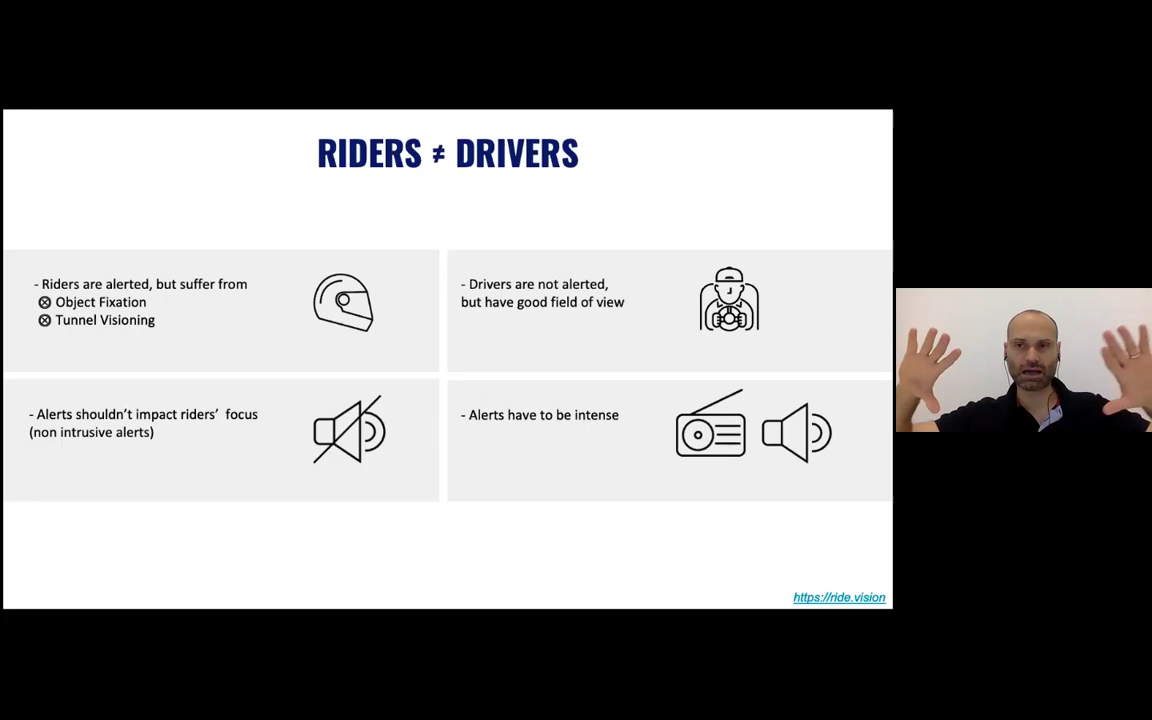 RIDERS ≠ DRIVERS
- Riders are alerted, but suffer from
ⓧ Object Fixation
ⓧ Tunnel Visioning
- Drivers are not alerted,
but have good field of view
- Alerts shouldn't impact riders' focus
(non intrusive alerts)
- Alerts have to be intense
https://ride.vision